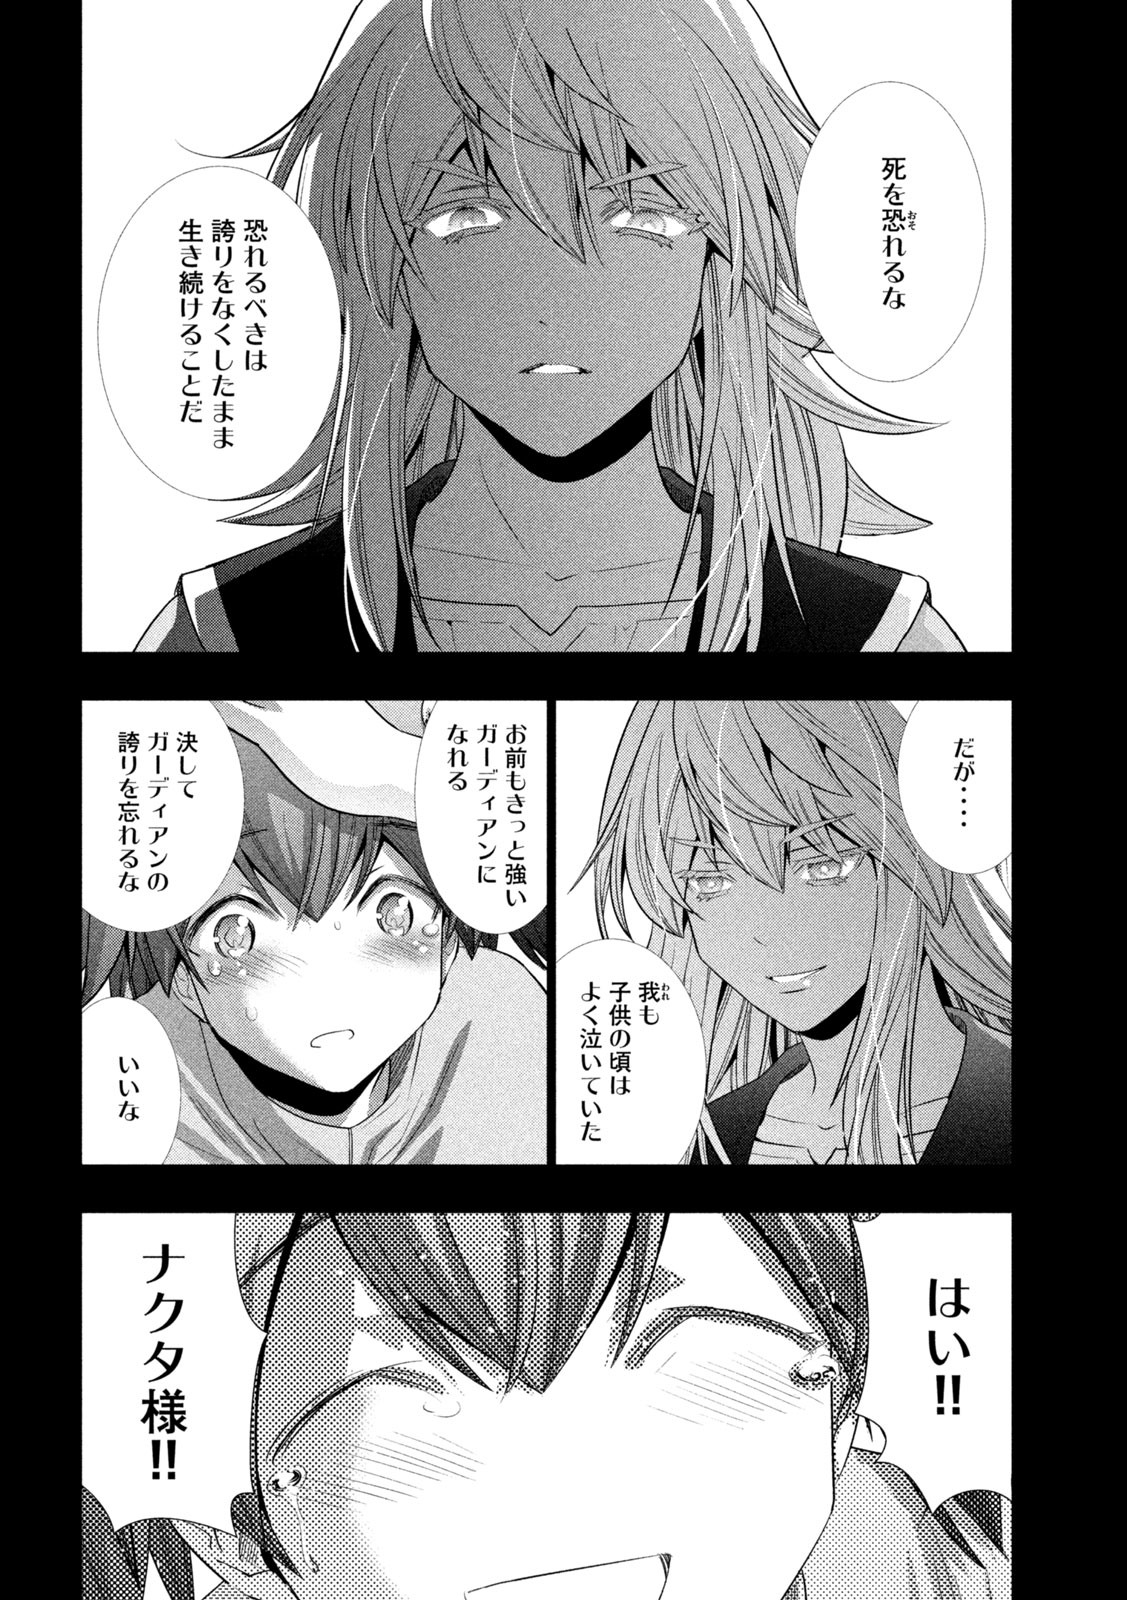 死を恐れるな
おそ
恐れるべきは
誇りをなくしたまま
生き続けることだ
だが・・・・
我も
われ
子供の頃は
よく泣いていた
お前もきっと強い
ガーディアンに
なれる
決して
ガーディアンの
誇りを忘れるな
いいな
はい!!
ナクタ様!!